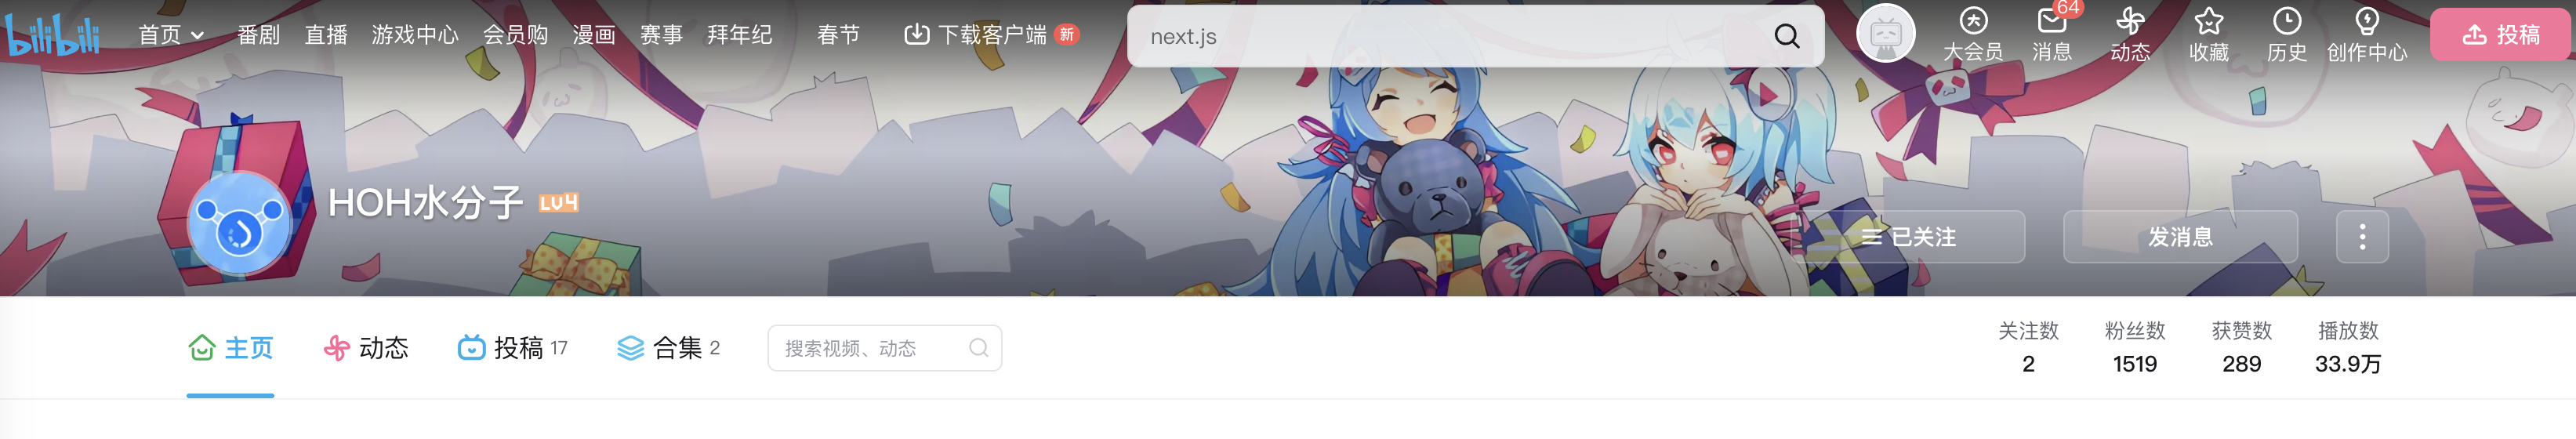 bilibili 首页 番剧 直播 游戏中心 会员购 漫画 赛事 拜年纪 春节 下载客户端 新 next.js 大会员 64 消息 动态 收藏 历史 创作中心 投稿
HOH水分子 LV4
已关注 发消息
主页 动态 投稿 17 合集 2 搜索视频、动态
关注数 粉丝数 获赞数 播放数
2 1519 289 33.9万